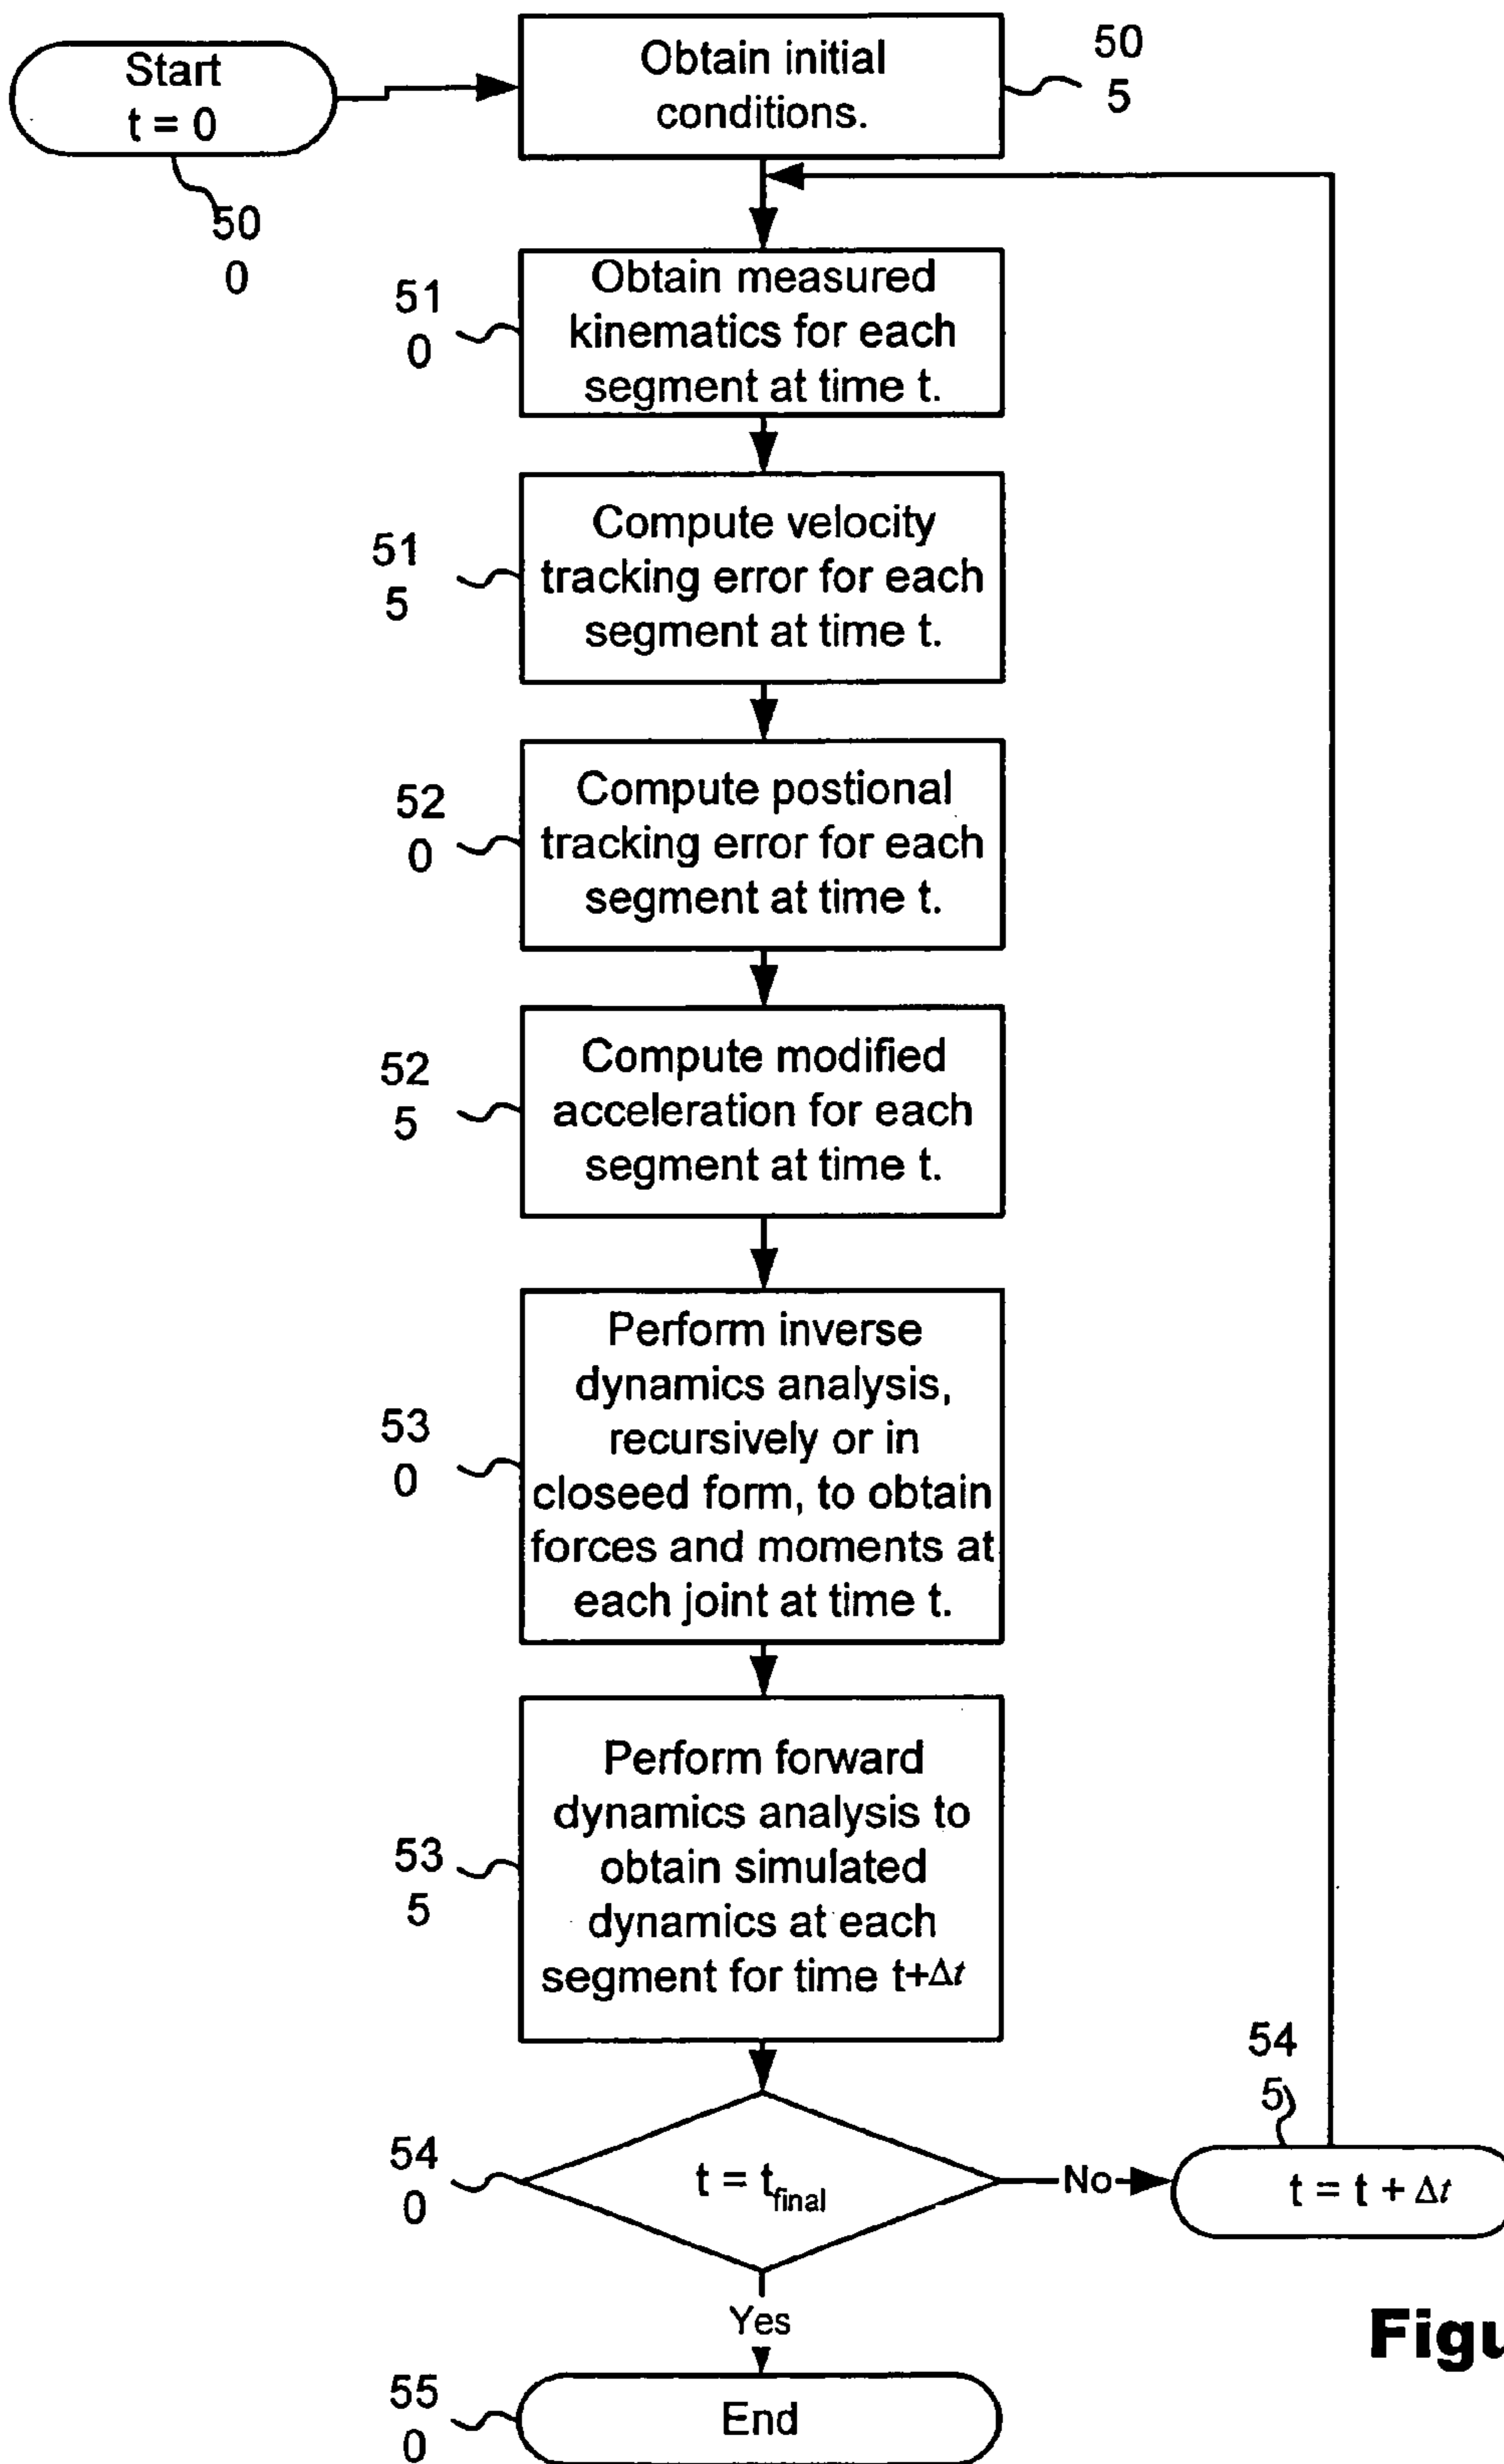 Start
t = 0
50
0
Obtain initial
conditions.
50
5
51
0
Obtain measured
kinematics for each
segment at time t.
51
5
Compute velocity
tracking error for each
segment at time t.
52
0
Compute postional
tracking error for each
segment at time t.
52
5
Compute modified
acceleration for each
segment at time t.
53
0
Perform inverse
dynamics analysis,
recursively or in
closeed form, to obtain
forces and moments at
each joint at time t.
53
5
Perform forward
dynamics analysis to
obtain simulated
dynamics at each
segment for time t+Δt
54
0
t = t_final
No
54
5
t = t + Δt
Yes
55
0
End
Figu